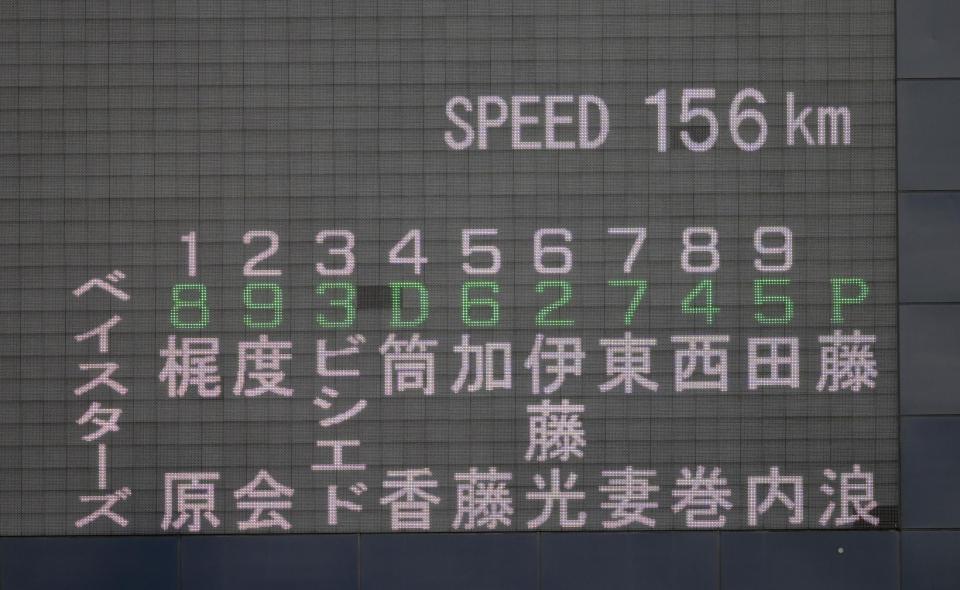 SPEED 156 km
1 2 3 4 5 6 7 8 9
8 9 3 D 6 2 7 4 5 P
ベイスターズ
梶原
度会
ビシエド
筒香
加藤
伊藤光
東妻
西巻
田内
藤浪